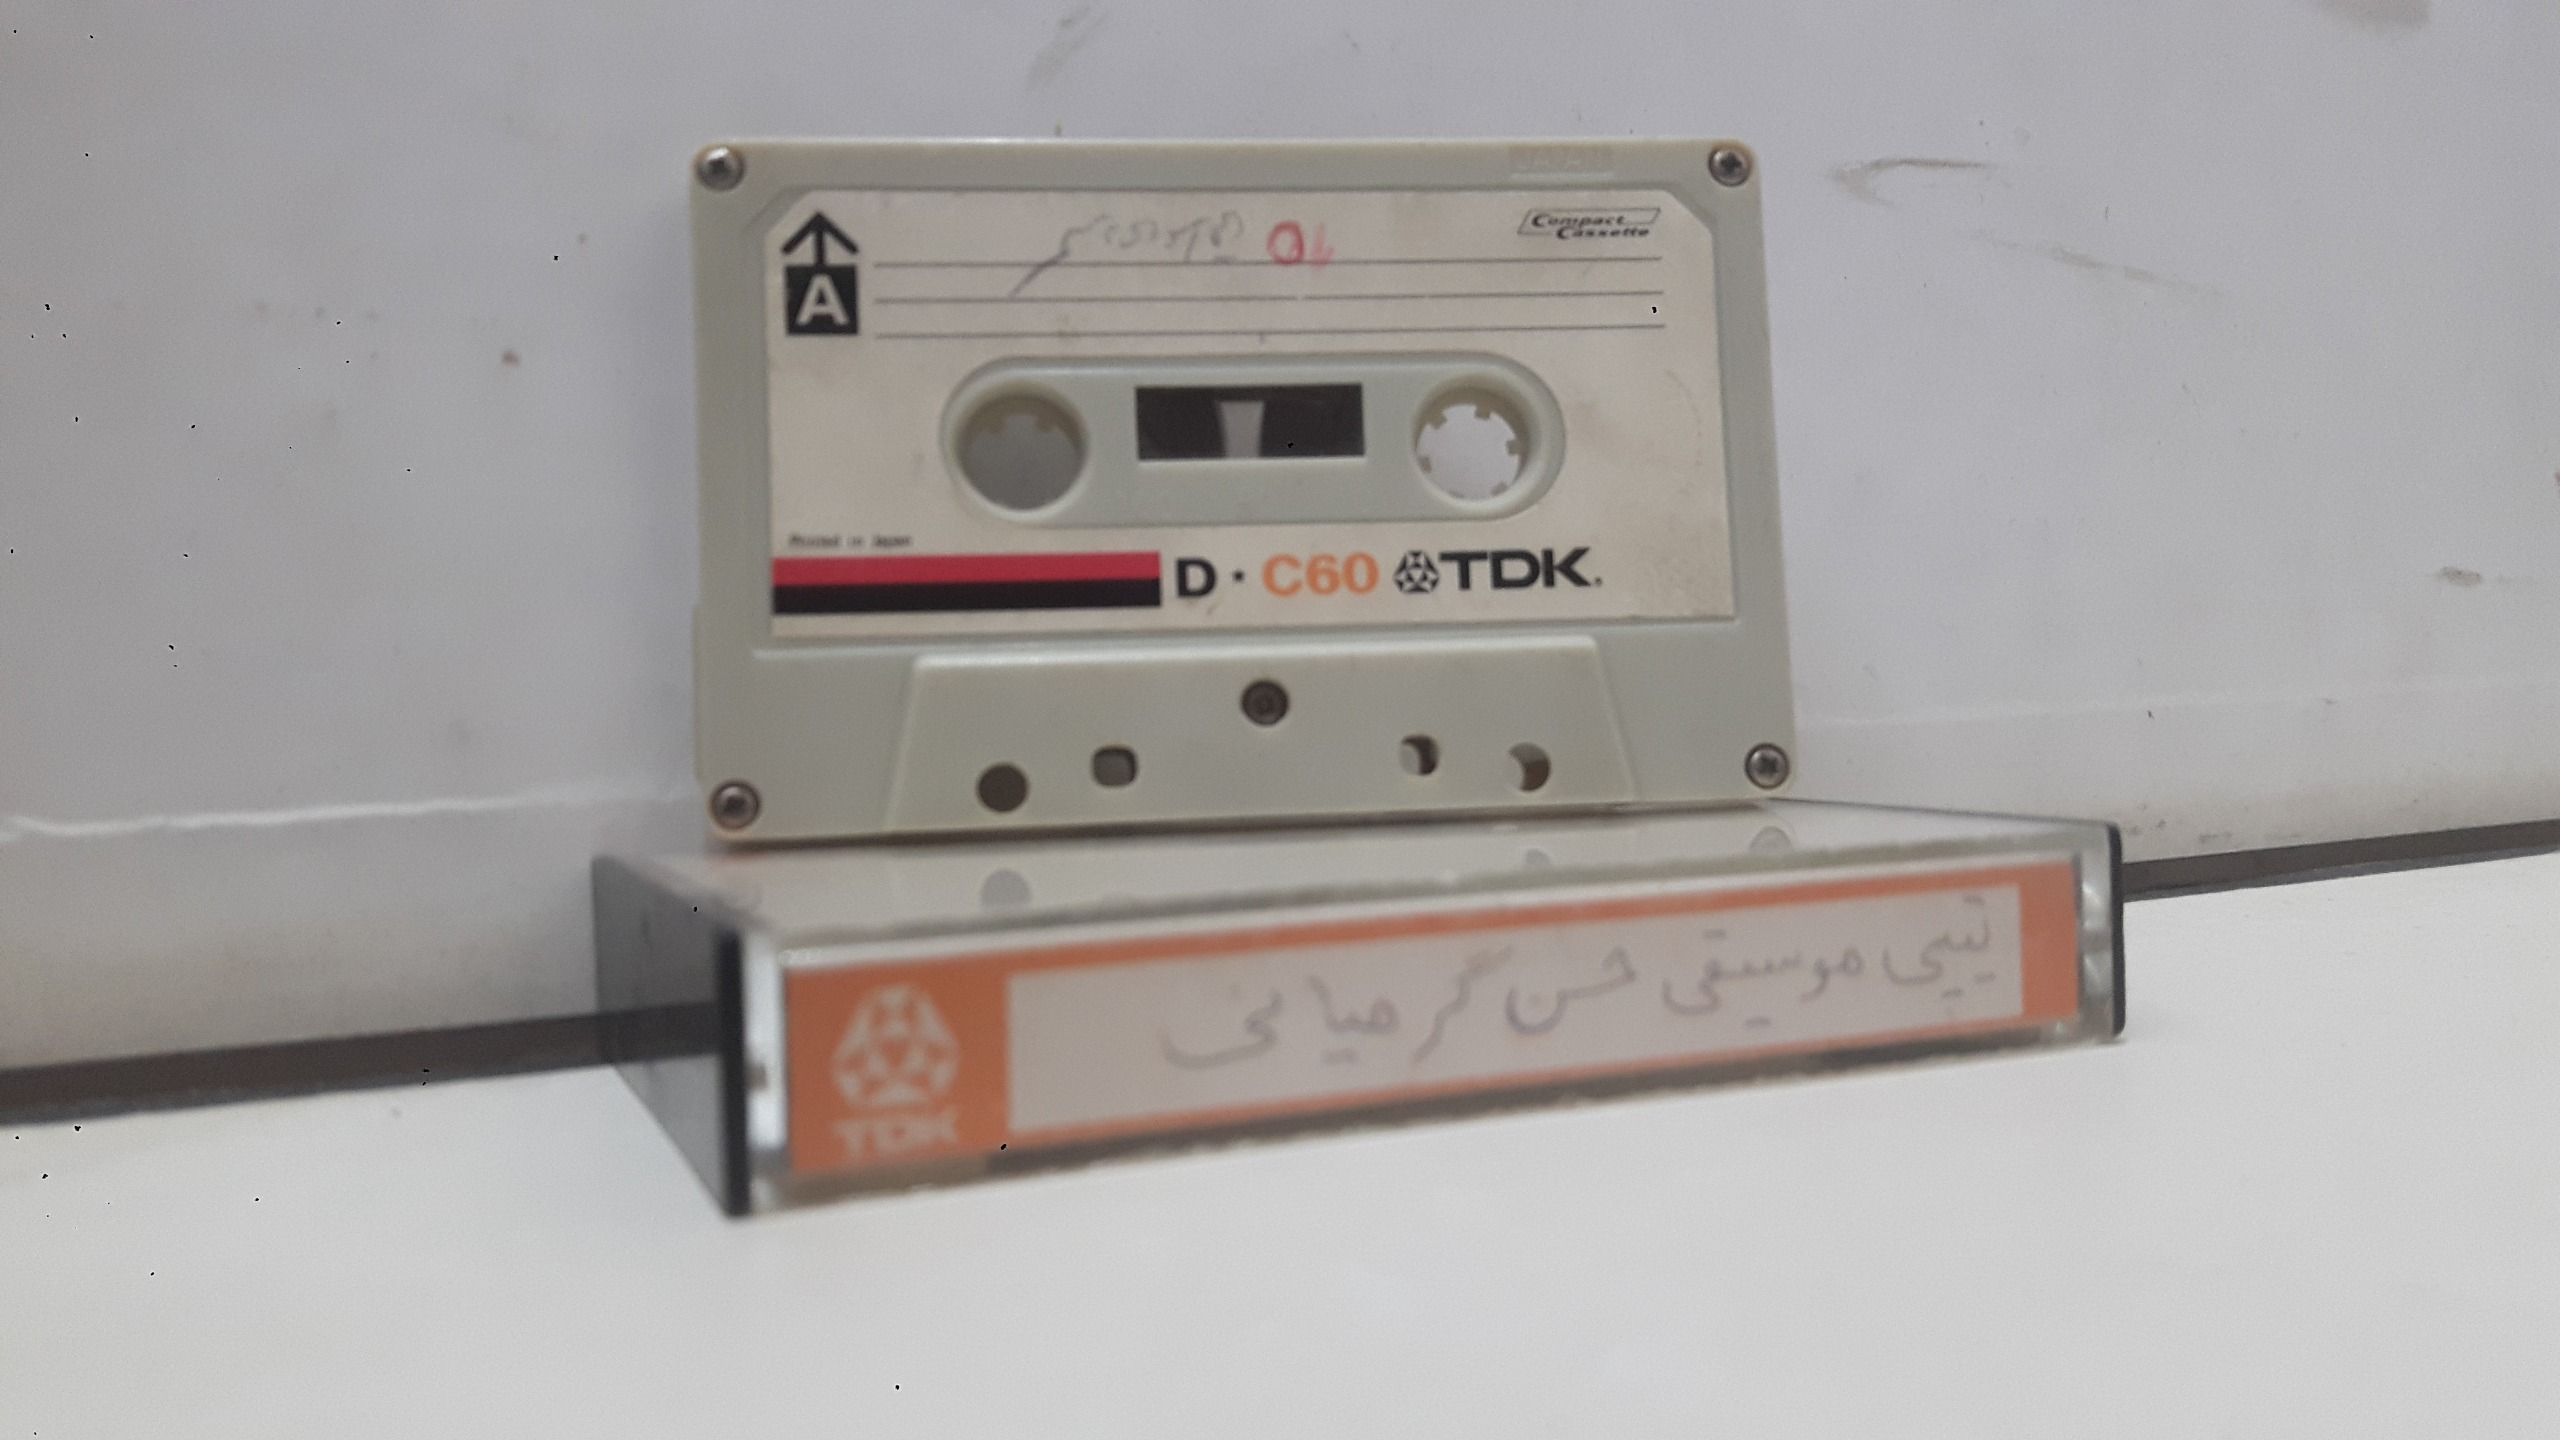 Compact
Cassette
A
Printed in Japan
D · C60 TDK.
تیپی موسیقی حسن گرمیانی
TDK